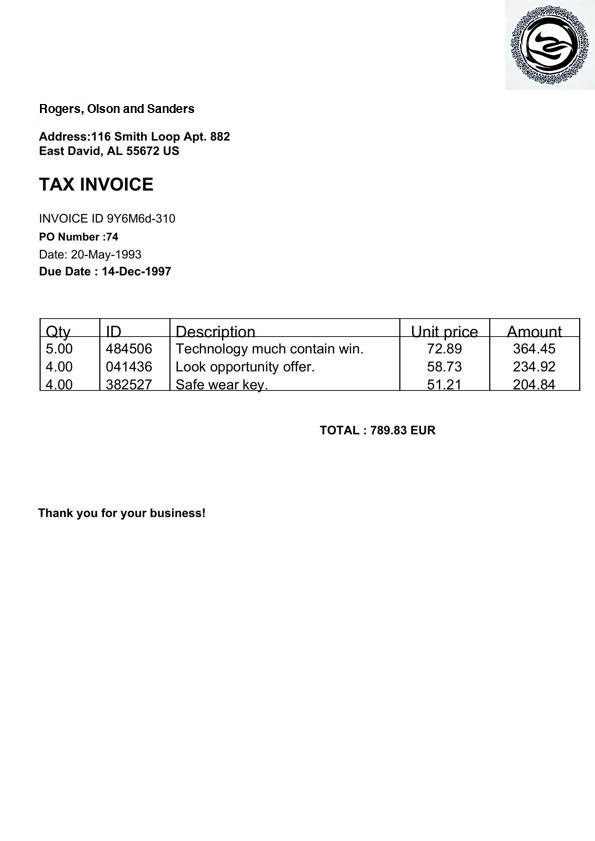 Rogers, Olson and Sanders
Address:116 Smith Loop Apt. 882
East David, AL 55672 US
TAX INVOICE
INVOICE ID 9Y6M6d-310
PO Number :74
Date: 20-May-1993
Due Date : 14-Dec-1997
Qty ID Description Unit price Amount
5.00 484506 Technology much contain win. 72.89 364.45
4.00 041436 Look opportunity offer. 58.73 234.92
4.00 382527 Safe wear key. 51.21 204.84
TOTAL : 789.83 EUR
Thank you for your business!